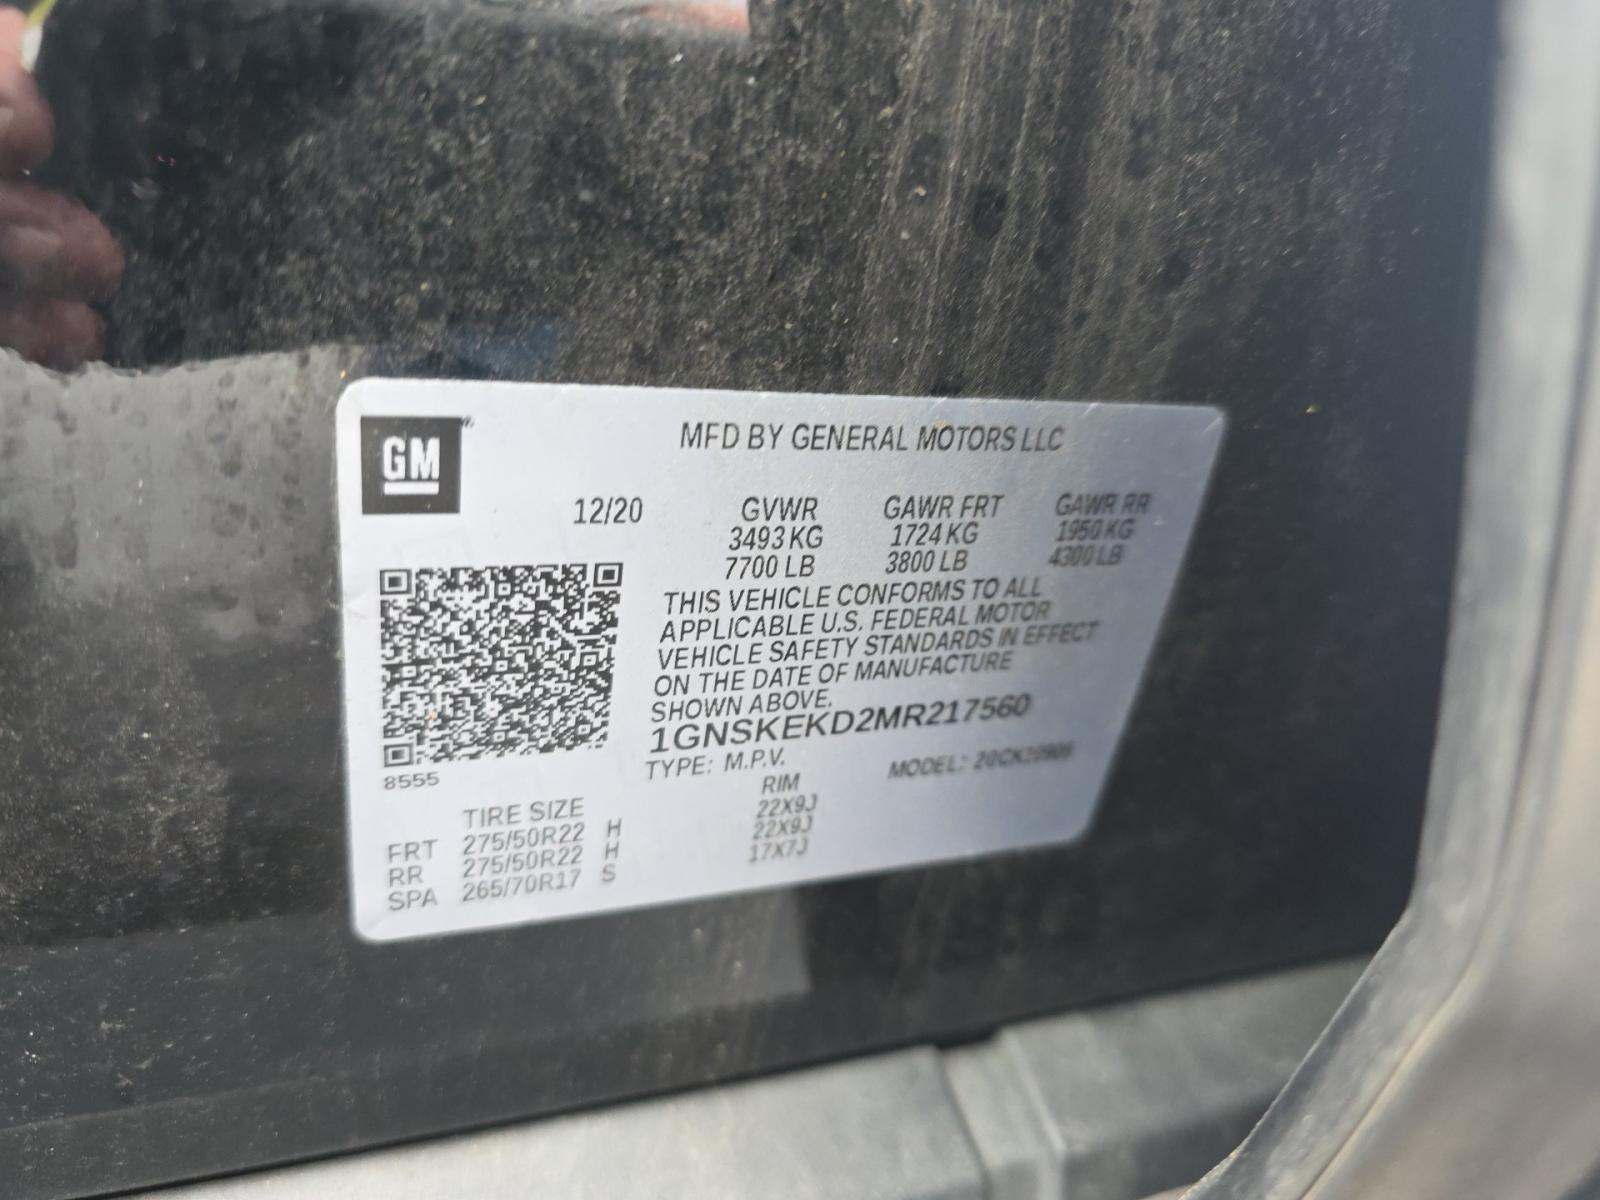 GM
MFD BY GENERAL MOTORS LLC
12/20 GVWR GAWR FRT GAWR RR
3493 KG 1724 KG 1950 KG
7700 LB 3800 LB 4300 LB
THIS VEHICLE CONFORMS TO ALL
APPLICABLE U.S. FEDERAL MOTOR
VEHICLE SAFETY STANDARDS IN EFFECT
ON THE DATE OF MANUFACTURE
SHOWN ABOVE.
1GNSKEKD2MR217560
TYPE: M.P.V. MODEL:
8555
TIRE SIZE RIM
FRT 275/50R22 H 22X9J
RR 275/50R22 H 22X9J
SPA 265/70R17 S 17X7J